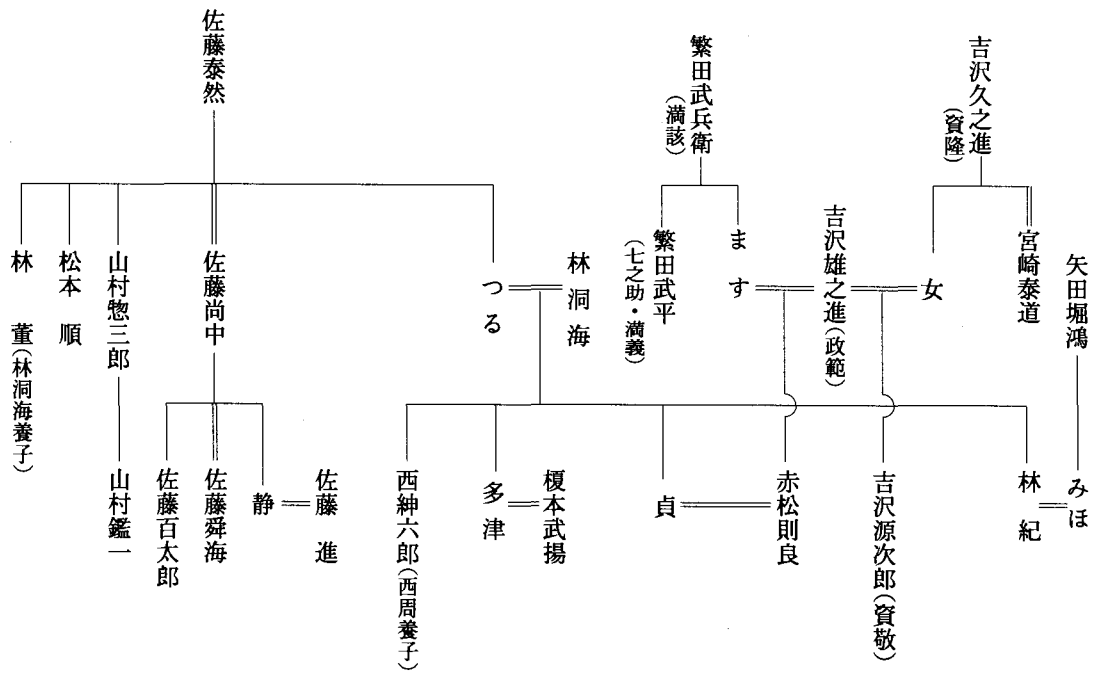 矢田堀鴻
みほ
吉沢久之進
(資隆)
宮崎泰道
女
林　紀
吉沢雄之進(政範)
吉沢源次郎(資敬)
繁田武兵衛
(満該)
ます
繁田武平
(七之助・満義)
赤松則良
貞
林洞海
つる
榎本武揚
多津
西紳六郎(西周養子)
佐藤泰然
佐藤尚中
山村惣三郎
松本　順
林　董(林洞海養子)
佐藤　進
静
佐藤舜海
佐藤百太郎
山村鑑一